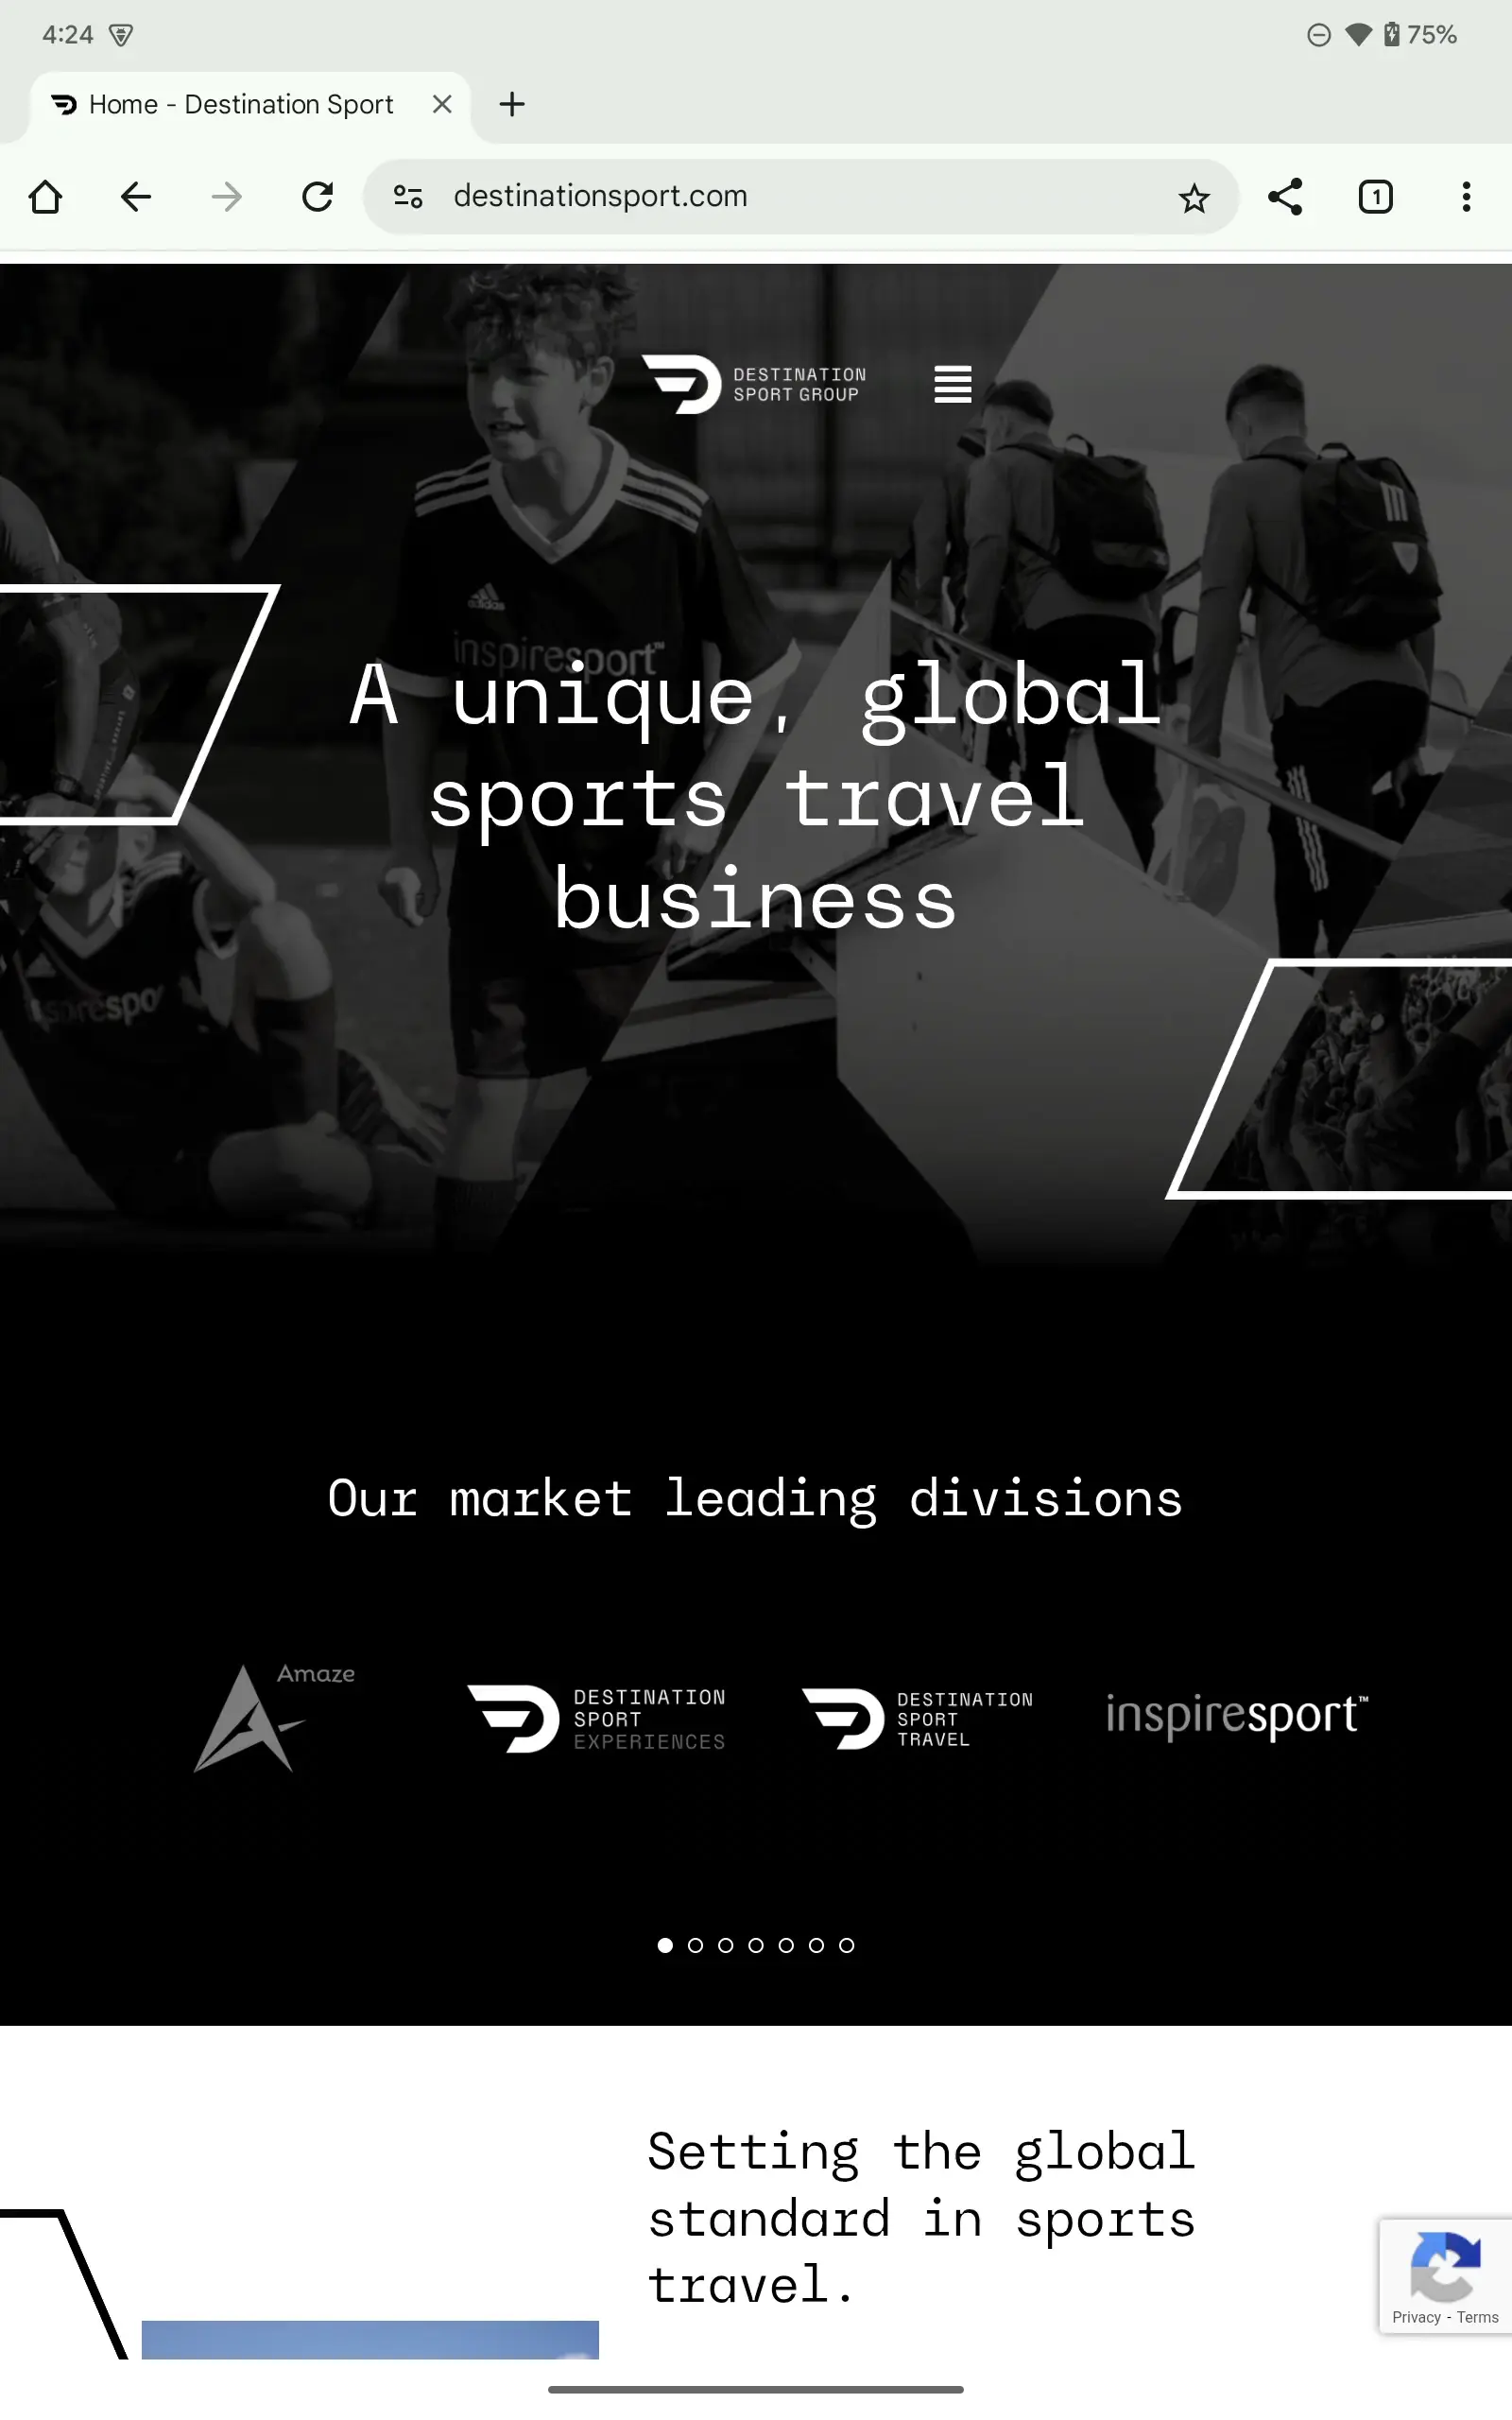 4:24
75%
Home - Destination Sport
destinationsport.com
1
DESTINATION
SPORT GROUP
adidas
inspiresport™
A unique, global
sports travel
business
Our market leading divisions
Amaze
DESTINATION
SPORT
EXPERIENCES
DESTINATION
SPORT
TRAVEL
inspiresport™
Setting the global
standard in sports
travel.
Privacy - Terms